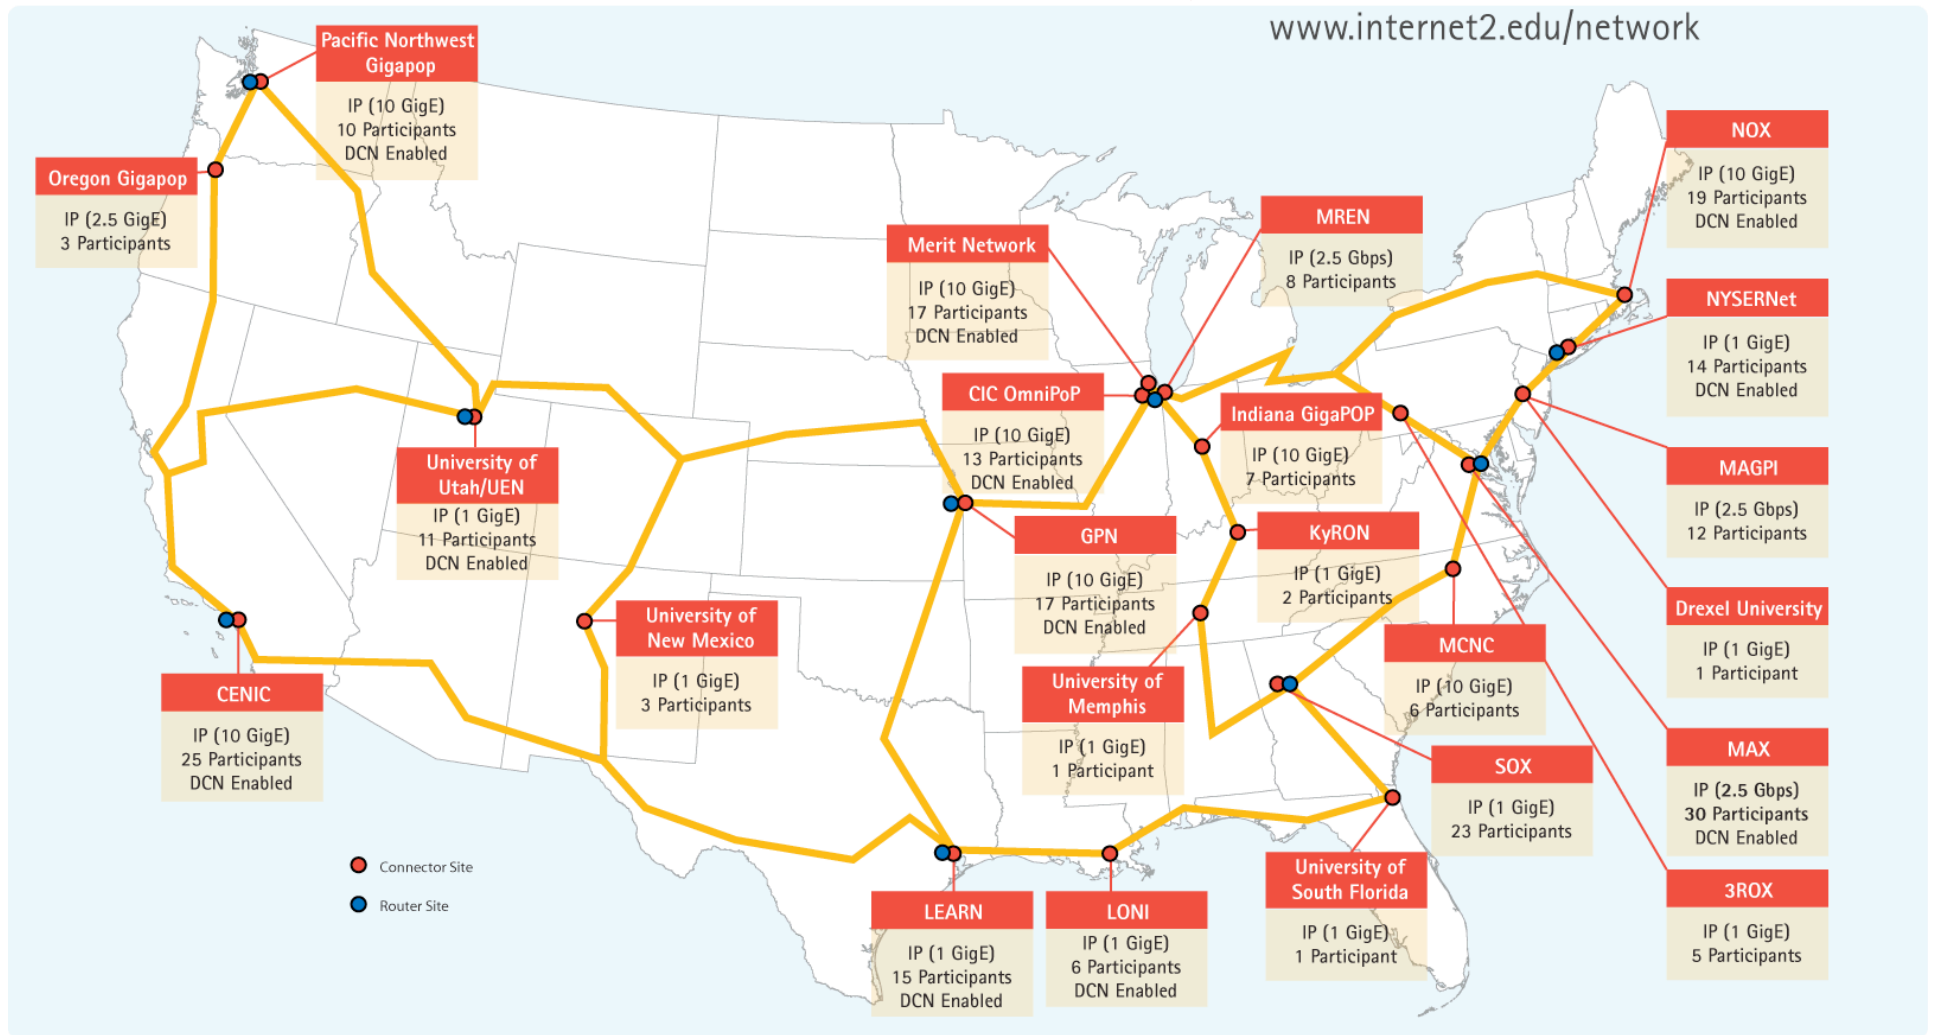 www.internet2.edu/network
Pacific Northwest
Gigapop
IP (10 GigE)
10 Participants
DCN Enabled
Oregon Gigapop
IP (2.5 GigE)
3 Participants
NOX
IP (10 GigE)
19 Participants
DCN Enabled
MREN
IP (2.5 Gbps)
8 Participants
Merit Network
IP (10 GigE)
17 Participants
DCN Enabled
NYSERNet
IP (1 GigE)
14 Participants
DCN Enabled
CIC OmniPoP
IP (10 GigE)
13 Participants
DCN Enabled
Indiana GigaPOP
IP (10 GigE)
7 Participants
University of
Utah/UEN
IP (1 GigE)
11 Participants
DCN Enabled
MAGPI
IP (2.5 Gbps)
12 Participants
GPN
IP (10 GigE)
17 Participants
DCN Enabled
KyRON
IP (1 GigE)
2 Participants
Drexel University
IP (1 GigE)
1 Participant
University of
New Mexico
IP (1 GigE)
3 Participants
MCNC
IP (10 GigE)
6 Participants
University of
Memphis
IP (1 GigE)
1 Participant
CENIC
IP (10 GigE)
25 Participants
DCN Enabled
MAX
IP (2.5 Gbps)
30 Participants
DCN Enabled
SOX
IP (1 GigE)
23 Participants
University of
South Florida
IP (1 GigE)
1 Participant
3ROX
IP (1 GigE)
5 Participants
LEARN
IP (1 GigE)
15 Participants
DCN Enabled
LONI
IP (1 GigE)
6 Participants
DCN Enabled
Connector Site
Router Site